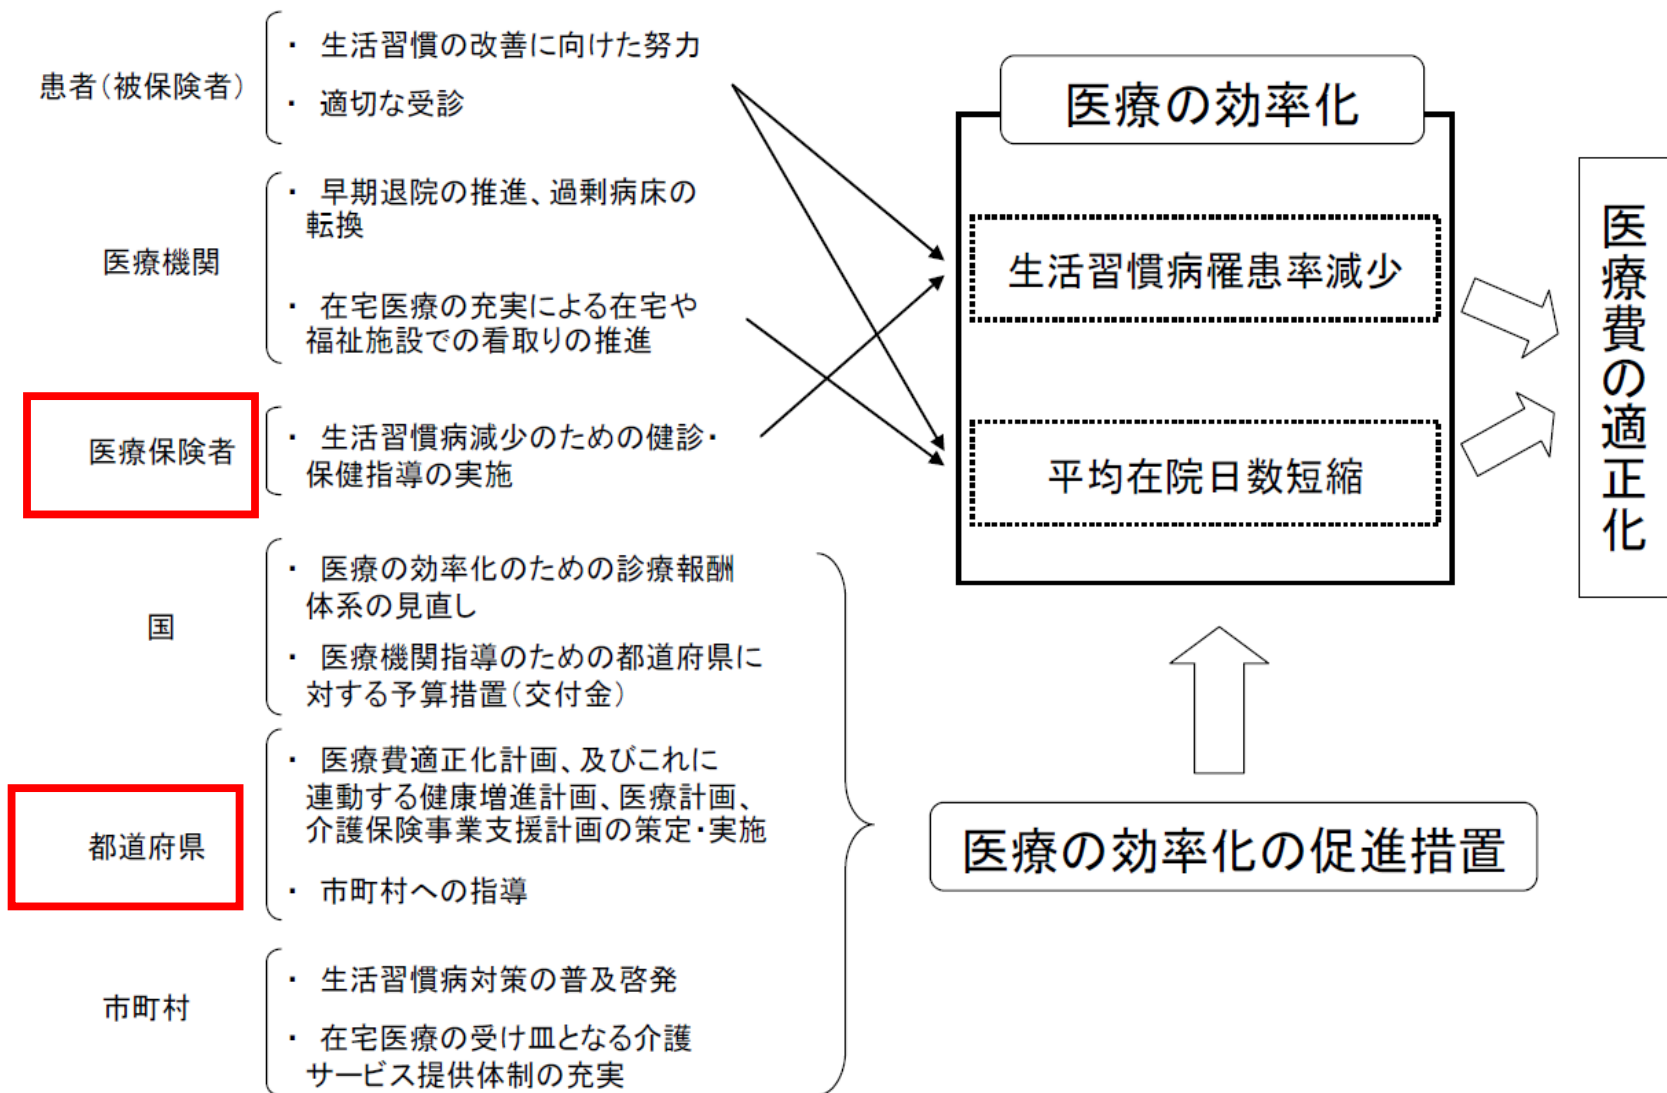 患者(被保険者)
・ 生活習慣の改善に向けた努力
・ 適切な受診
医療機関
・ 早期退院の推進、過剰病床の
転換
・ 在宅医療の充実による在宅や
福祉施設での看取りの推進
医療保険者
・ 生活習慣病減少のための健診・
保健指導の実施
国
・ 医療の効率化のための診療報酬
体系の見直し
・ 医療機関指導のための都道府県に
対する予算措置(交付金)
都道府県
・ 医療費適正化計画、及びこれに
連動する健康増進計画、医療計画、
介護保険事業支援計画の策定・実施
・ 市町村への指導
市町村
・ 生活習慣病対策の普及啓発
・ 在宅医療の受け皿となる介護
サービス提供体制の充実
医療の効率化
生活習慣病罹患率減少
平均在院日数短縮
医療の効率化の促進措置
医療費の適正化